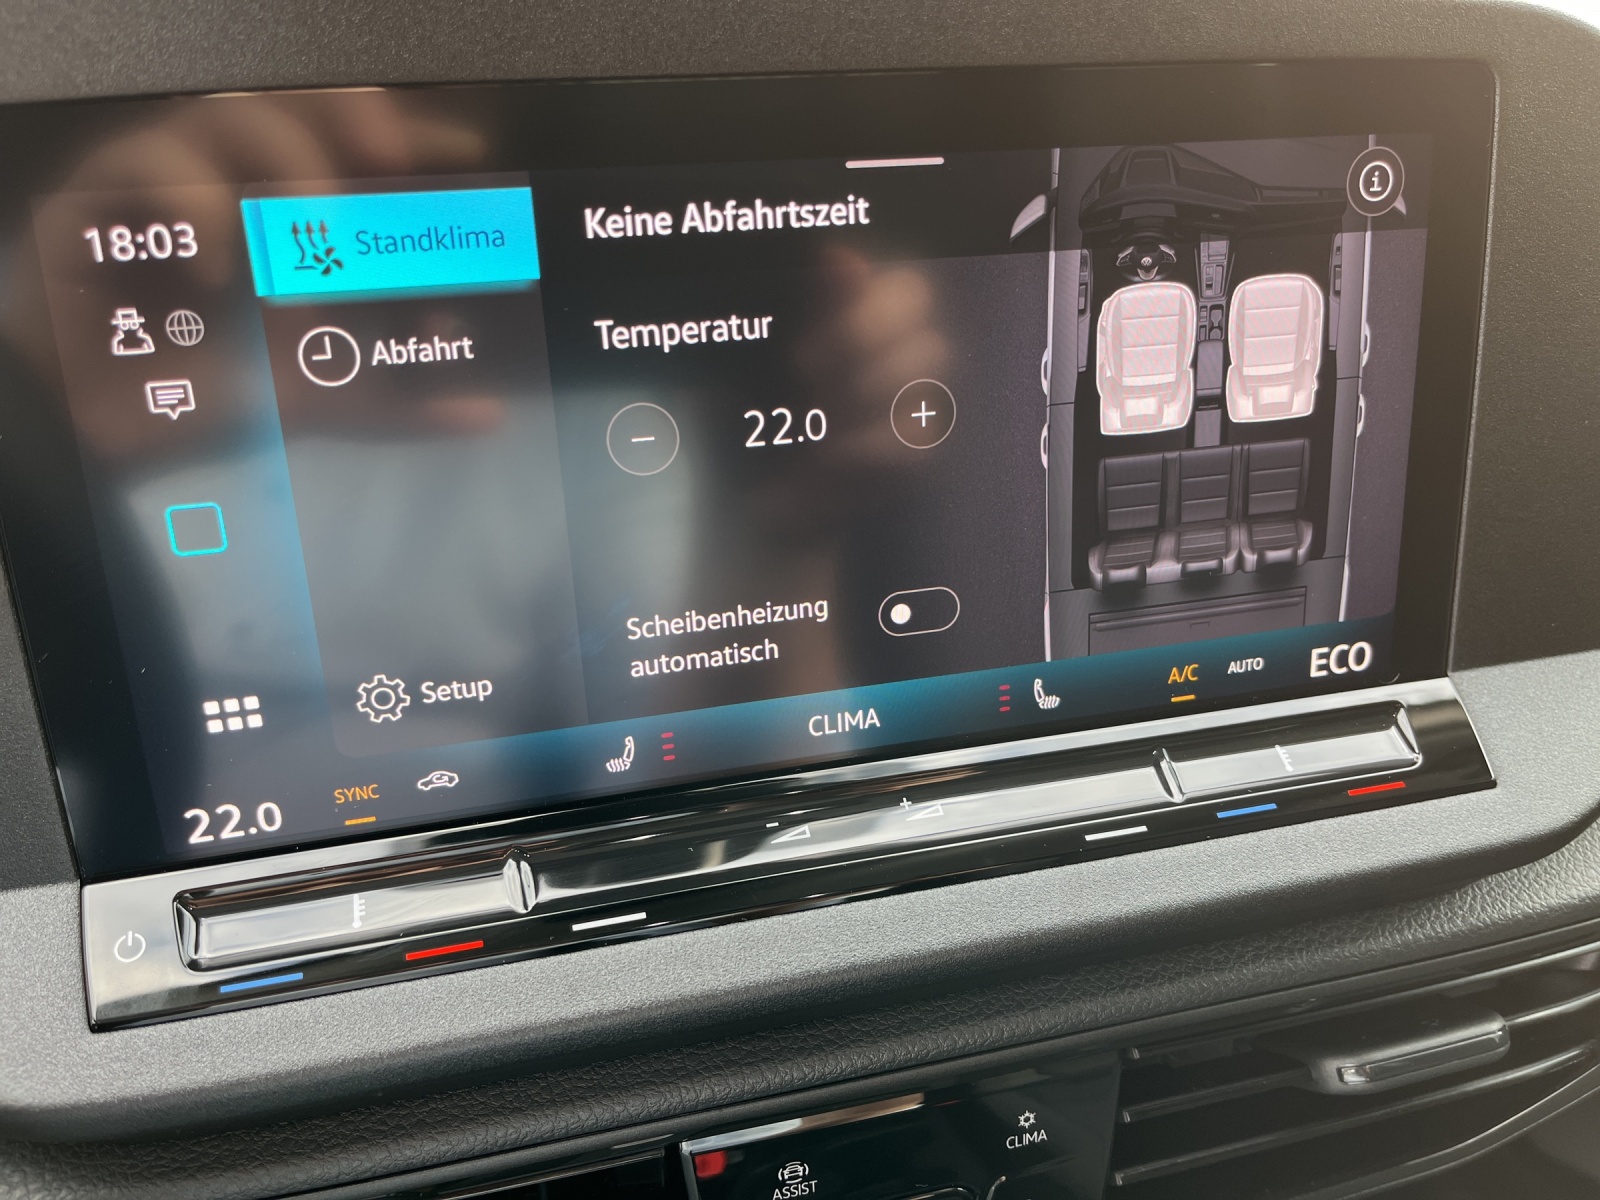 18:03
Standklima
Abfahrt
Setup
Keine Abfahrtszeit
Temperatur
22.0
Scheibenheizung
automatisch
22.0
SYNC
CLIMA
A/C
AUTO
ECO
CLIMA
ASSIST